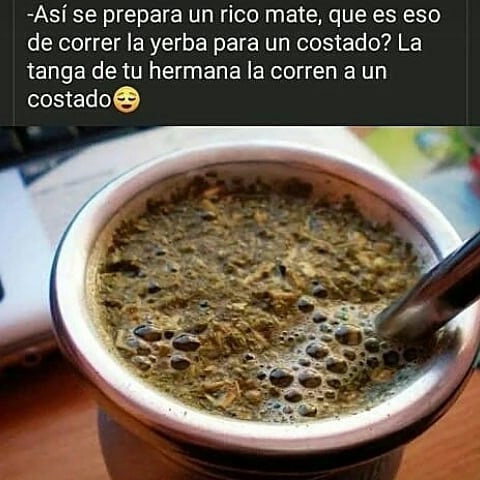 -Así se prepara un rico mate, que es eso
de correr la yerba para un costado? La
tanga de tu hermana la corren a un
costado😌